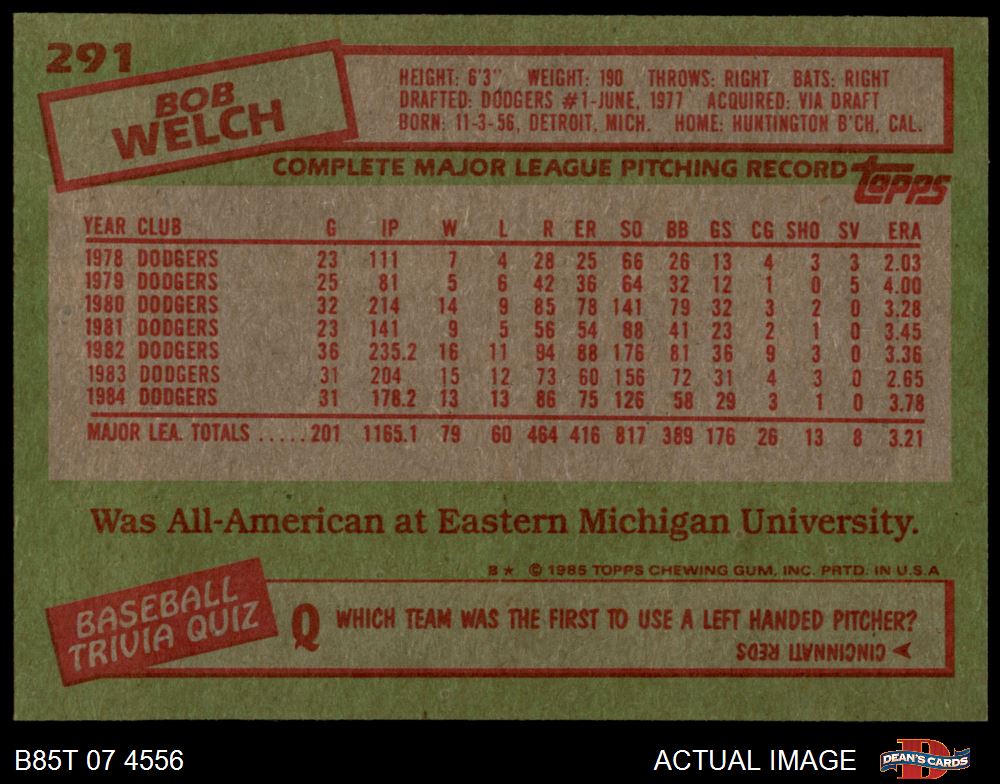 291
BOB
WELCH
HEIGHT: 6'3" WEIGHT: 190 THROWS: RIGHT BATS: RIGHT
DRAFTED: DODGERS #1-JUNE, 1977 ACQUIRED: VIA DRAFT
BORN: 11-3-56, DETROIT, MICH. HOME: HUNTINGTON B'CH, CAL.
COMPLETE MAJOR LEAGUE PITCHING RECORD topps
YEAR CLUB G IP W L R ER SO BB GS CG SHO SV ERA
1978 DODGERS 23 111 7 4 28 25 66 26 13 4 3 3 2.03
1979 DODGERS 25 81 5 6 42 36 64 32 12 1 0 5 4.00
1980 DODGERS 32 214 14 9 85 78 141 79 32 3 2 0 3.28
1981 DODGERS 23 141 9 5 56 54 88 41 23 2 1 0 3.45
1982 DODGERS 36 235.2 16 11 94 88 176 81 36 9 3 0 3.36
1983 DODGERS 31 204 15 12 73 60 156 72 31 4 3 0 2.65
1984 DODGERS 31 178.2 13 13 86 75 126 58 29 3 1 0 3.78
MAJOR LEA. TOTALS .....201 1165.1 79 60 464 416 817 389 176 26 13 8 3.21
Was All-American at Eastern Michigan University.
B* © 1985 TOPPS CHEWING GUM, INC. PRTD. IN U.S.A
BASEBALL
TRIVIA QUIZ
Q WHICH TEAM WAS THE FIRST TO USE A LEFT HANDED PITCHER?
CINCINNATI REDS
B85T 07 4556
ACTUAL IMAGE
D
DEAN'S CARDS